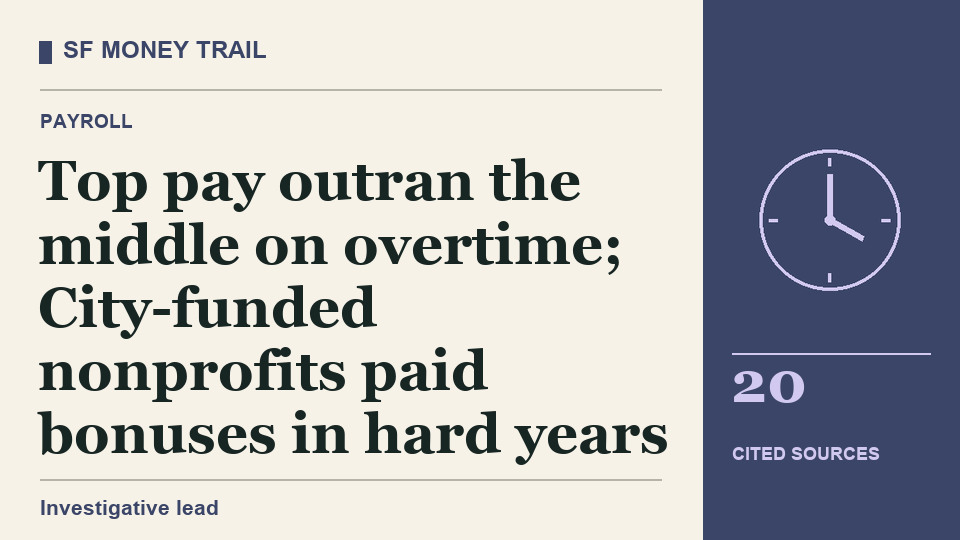 SF MONEY TRAIL
PAYROLL
Top pay outran the
middle on overtime;
City-funded
nonprofits paid
bonuses in hard years
Investigative lead
20
CITED SOURCES